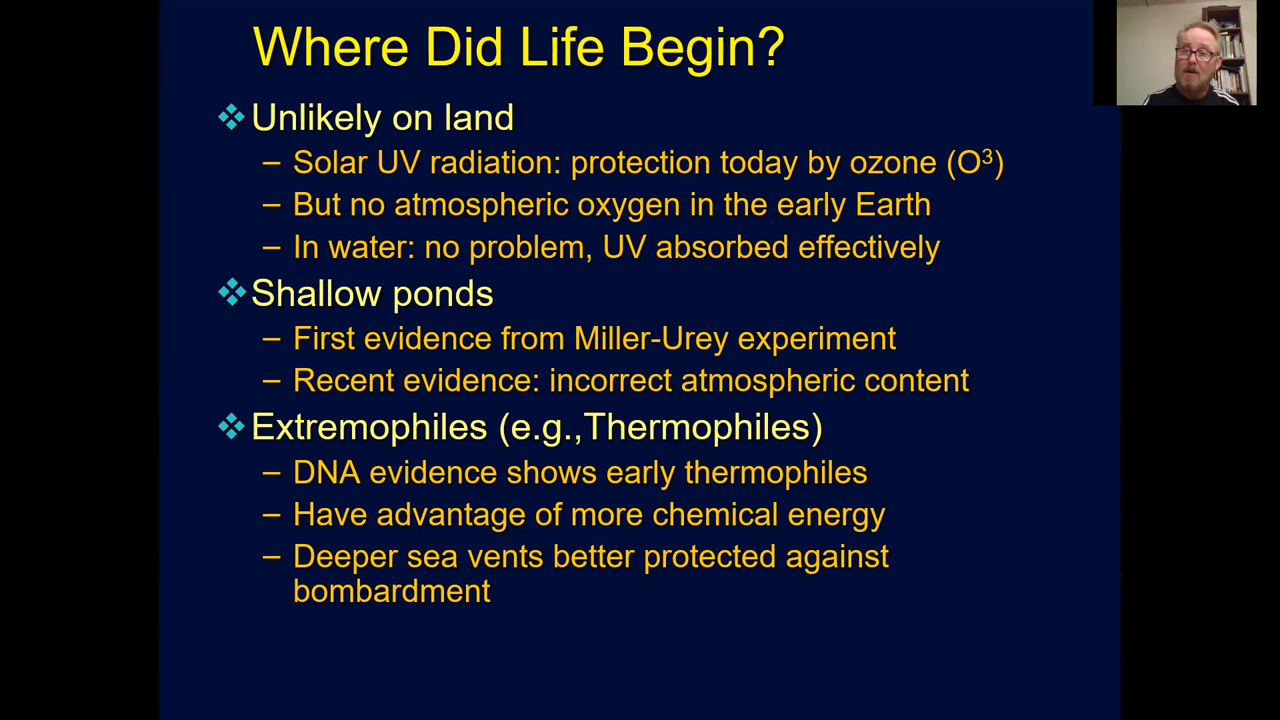 Where Did Life Begin?
❖ Unlikely on land
– Solar UV radiation: protection today by ozone (O³)
– But no atmospheric oxygen in the early Earth
– In water: no problem, UV absorbed effectively
❖ Shallow ponds
– First evidence from Miller-Urey experiment
– Recent evidence: incorrect atmospheric content
❖ Extremophiles (e.g.,Thermophiles)
– DNA evidence shows early thermophiles
– Have advantage of more chemical energy
– Deeper sea vents better protected against
bombardment